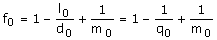 f₀ = 1 − l₀/d₀ + 1/m₀ = 1 − 1/q₀ + 1/m₀